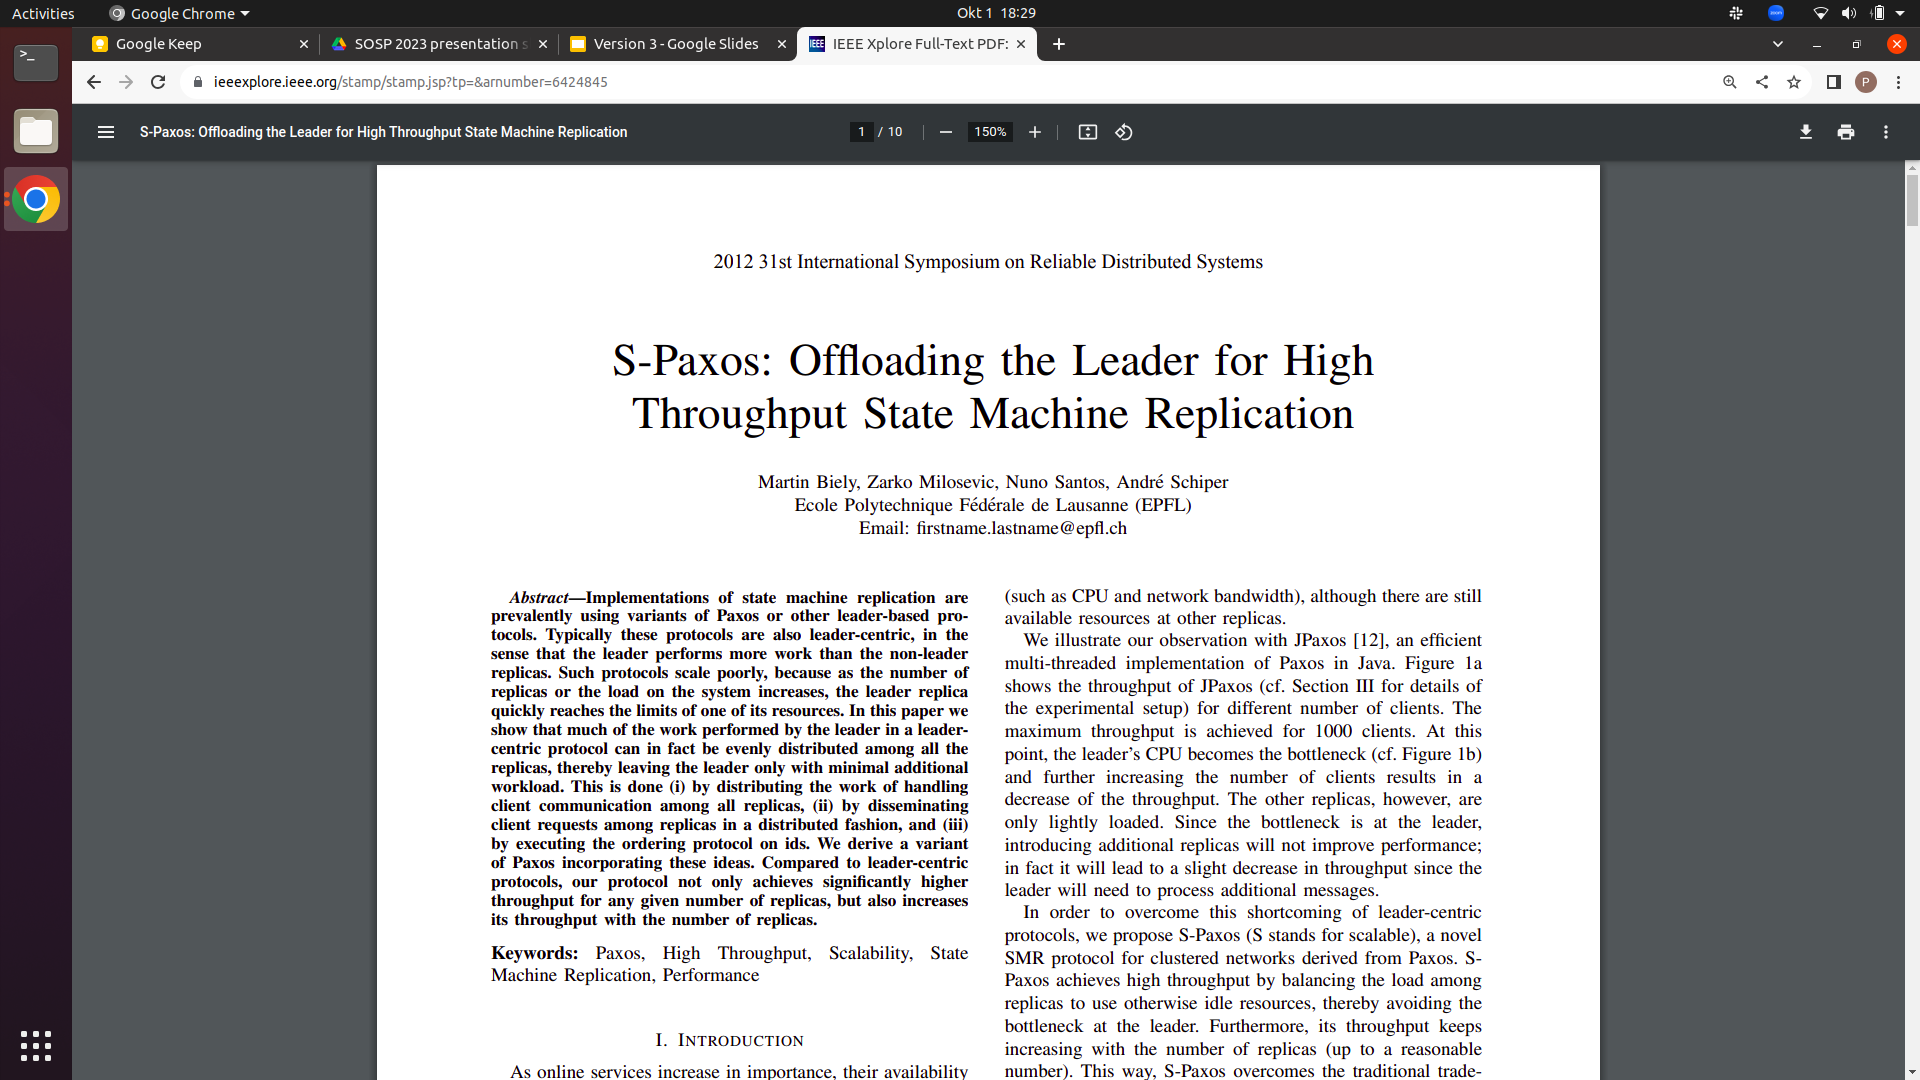 Activities
Google Chrome
Okt 1 18:29
zoom
Google Keep
SOSP 2023 presentation s
Version 3 - Google Slides
IEEE
IEEE Xplore Full-Text PDF:
ieeexplore.ieee.org/stamp/stamp.jsp?tp=&arnumber=6424845
P
S-Paxos: Offloading the Leader for High Throughput State Machine Replication
1 / 10
150%
2012 31st International Symposium on Reliable Distributed Systems
S-Paxos: Offloading the Leader for High
Throughput State Machine Replication
Martin Biely, Zarko Milosevic, Nuno Santos, André Schiper
Ecole Polytechnique Fédérale de Lausanne (EPFL)
Email: firstname.lastname@epfl.ch
Abstract—Implementations of state machine replication are
prevalently using variants of Paxos or other leader-based pro-
tocols. Typically these protocols are also leader-centric, in the
sense that the leader performs more work than the non-leader
replicas. Such protocols scale poorly, because as the number of
replicas or the load on the system increases, the leader replica
quickly reaches the limits of one of its resources. In this paper we
show that much of the work performed by the leader in a leader-
centric protocol can in fact be evenly distributed among all the
replicas, thereby leaving the leader only with minimal additional
workload. This is done (i) by distributing the work of handling
client communication among all replicas, (ii) by disseminating
client requests among replicas in a distributed fashion, and (iii)
by executing the ordering protocol on ids. We derive a variant
of Paxos incorporating these ideas. Compared to leader-centric
protocols, our protocol not only achieves significantly higher
throughput for any given number of replicas, but also increases
its throughput with the number of replicas.
Keywords: Paxos, High Throughput, Scalability, State
Machine Replication, Performance
I. INTRODUCTION
As online services increase in importance, their availability
(such as CPU and network bandwidth), although there are still
available resources at other replicas.
We illustrate our observation with JPaxos [12], an efficient
multi-threaded implementation of Paxos in Java. Figure 1a
shows the throughput of JPaxos (cf. Section III for details of
the experimental setup) for different number of clients. The
maximum throughput is achieved for 1000 clients. At this
point, the leader's CPU becomes the bottleneck (cf. Figure 1b)
and further increasing the number of clients results in a
decrease of the throughput. The other replicas, however, are
only lightly loaded. Since the bottleneck is at the leader,
introducing additional replicas will not improve performance;
in fact it will lead to a slight decrease in throughput since the
leader will need to process additional messages.
In order to overcome this shortcoming of leader-centric
protocols, we propose S-Paxos (S stands for scalable), a novel
SMR protocol for clustered networks derived from Paxos. S-
Paxos achieves high throughput by balancing the load among
replicas to use otherwise idle resources, thereby avoiding the
bottleneck at the leader. Furthermore, its throughput keeps
increasing with the number of replicas (up to a reasonable
number). This way, S-Paxos overcomes the traditional trade-